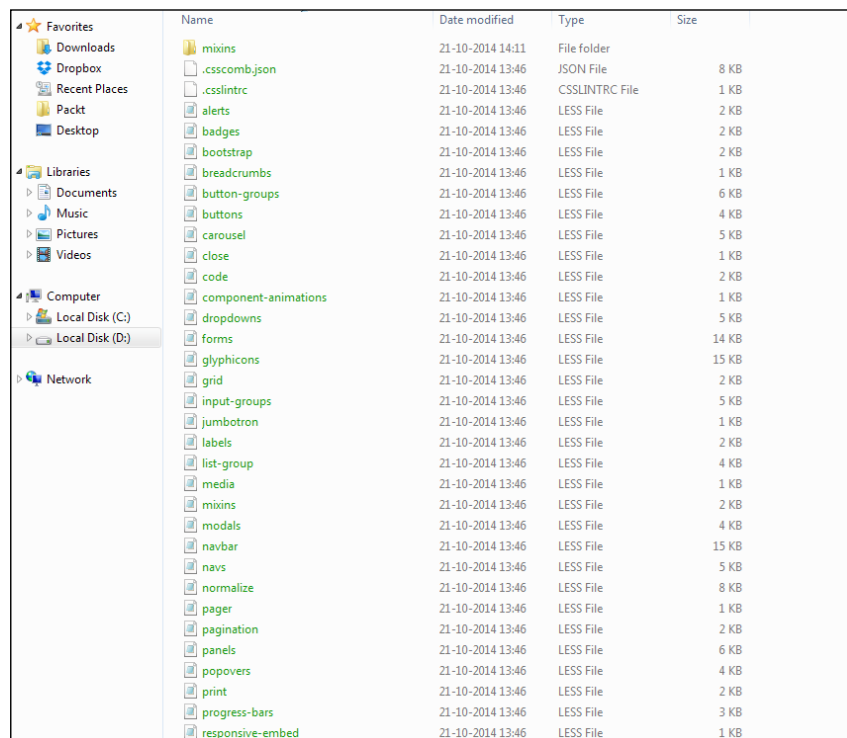 Favorites
Downloads
Dropbox
Recent Places
Packt
Desktop
Libraries
Documents
Music
Pictures
Videos
Computer
Local Disk (C:)
Local Disk (D:)
Network
Name Date modified Type Size
mixins 21-10-2014 14:11 File folder
.csscomb.json 21-10-2014 13:46 JSON File 8 KB
.csslintrc 21-10-2014 13:46 CSSLINTRC File 1 KB
alerts 21-10-2014 13:46 LESS File 2 KB
badges 21-10-2014 13:46 LESS File 2 KB
bootstrap 21-10-2014 13:46 LESS File 2 KB
breadcrumbs 21-10-2014 13:46 LESS File 1 KB
button-groups 21-10-2014 13:46 LESS File 6 KB
buttons 21-10-2014 13:46 LESS File 4 KB
carousel 21-10-2014 13:46 LESS File 5 KB
close 21-10-2014 13:46 LESS File 1 KB
code 21-10-2014 13:46 LESS File 2 KB
component-animations 21-10-2014 13:46 LESS File 1 KB
dropdowns 21-10-2014 13:46 LESS File 5 KB
forms 21-10-2014 13:46 LESS File 14 KB
glyphicons 21-10-2014 13:46 LESS File 15 KB
grid 21-10-2014 13:46 LESS File 2 KB
input-groups 21-10-2014 13:46 LESS File 5 KB
jumbotron 21-10-2014 13:46 LESS File 1 KB
labels 21-10-2014 13:46 LESS File 2 KB
list-group 21-10-2014 13:46 LESS File 4 KB
media 21-10-2014 13:46 LESS File 1 KB
mixins 21-10-2014 13:46 LESS File 2 KB
modals 21-10-2014 13:46 LESS File 4 KB
navbar 21-10-2014 13:46 LESS File 15 KB
navs 21-10-2014 13:46 LESS File 5 KB
normalize 21-10-2014 13:46 LESS File 8 KB
pager 21-10-2014 13:46 LESS File 1 KB
pagination 21-10-2014 13:46 LESS File 2 KB
panels 21-10-2014 13:46 LESS File 6 KB
popovers 21-10-2014 13:46 LESS File 4 KB
print 21-10-2014 13:46 LESS File 2 KB
progress-bars 21-10-2014 13:46 LESS File 3 KB
responsive-embed 21-10-2014 13:46 LESS File 1 KB